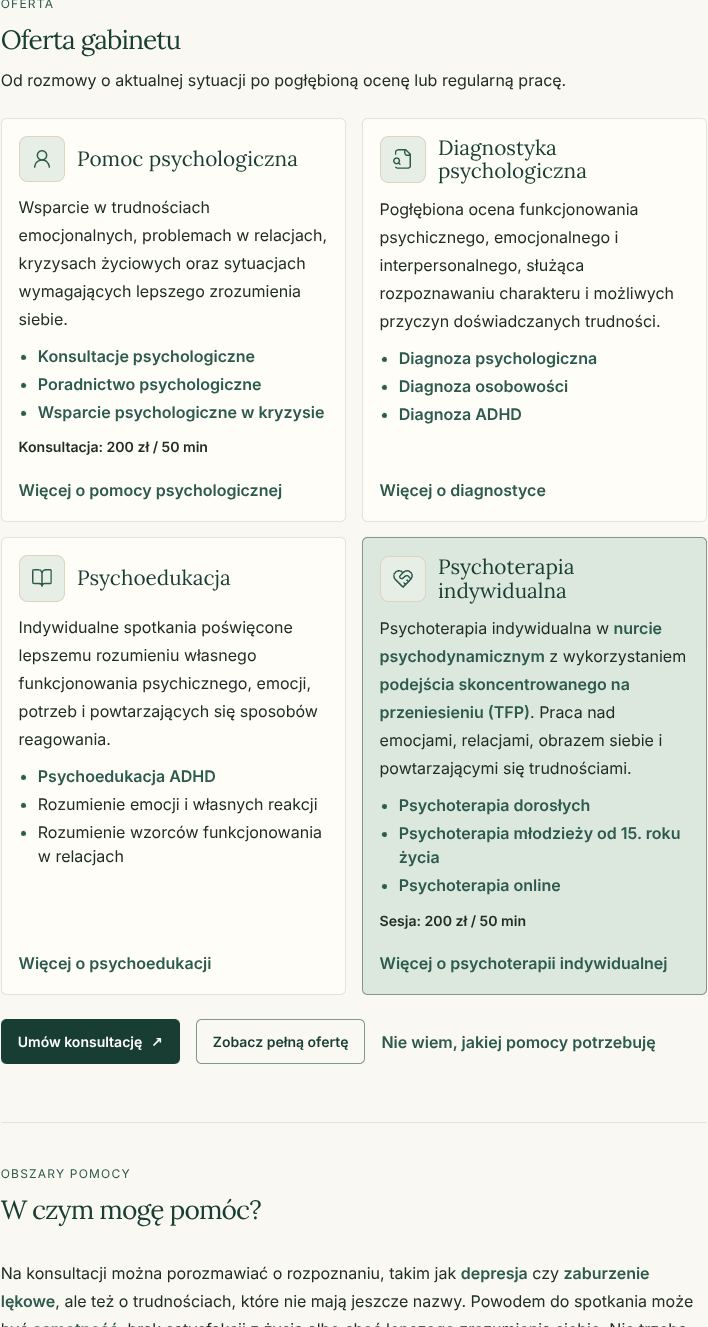 OFERTA
Oferta gabinetu
Od rozmowy o aktualnej sytuacji po pogłębioną ocenę lub regularną pracę.
Pomoc psychologiczna
Wsparcie w trudnościach
emocjonalnych, problemach w relacjach,
kryzysach życiowych oraz sytuacjach
wymagających lepszego zrozumienia
siebie.
• Konsultacje psychologiczne
• Poradnictwo psychologiczne
• Wsparcie psychologiczne w kryzysie
Konsultacja: 200 zł / 50 min
Więcej o pomocy psychologicznej
Diagnostyka
psychologiczna
Pogłębiona ocena funkcjonowania
psychicznego, emocjonalnego i
interpersonalnego, służąca
rozpoznawaniu charakteru i możliwych
przyczyn doświadczanych trudności.
• Diagnoza psychologiczna
• Diagnoza osobowości
• Diagnoza ADHD
Więcej o diagnostyce
Psychoedukacja
Indywidualne spotkania poświęcone
lepszemu rozumieniu własnego
funkcjonowania psychicznego, emocji,
potrzeb i powtarzających się sposobów
reagowania.
• Psychoedukacja ADHD
• Rozumienie emocji i własnych reakcji
• Rozumienie wzorców funkcjonowania
w relacjach
Więcej o psychoedukacji
Psychoterapia
indywidualna
Psychoterapia indywidualna w nurcie
psychodynamicznym z wykorzystaniem
podejścia skoncentrowanego na
przeniesieniu (TFP). Praca nad
emocjami, relacjami, obrazem siebie i
powtarzającymi się trudnościami.
• Psychoterapia dorosłych
• Psychoterapia młodzieży od 15. roku
życia
• Psychoterapia online
Sesja: 200 zł / 50 min
Więcej o psychoterapii indywidualnej
Umów konsultację ↗
Zobacz pełną ofertę
Nie wiem, jakiej pomocy potrzebuję
OBSZARY POMOCY
W czym mogę pomóc?
Na konsultacji można porozmawiać o rozpoznaniu, takim jak depresja czy zaburzenie
lękowe, ale też o trudnościach, które nie mają jeszcze nazwy. Powodem do spotkania może